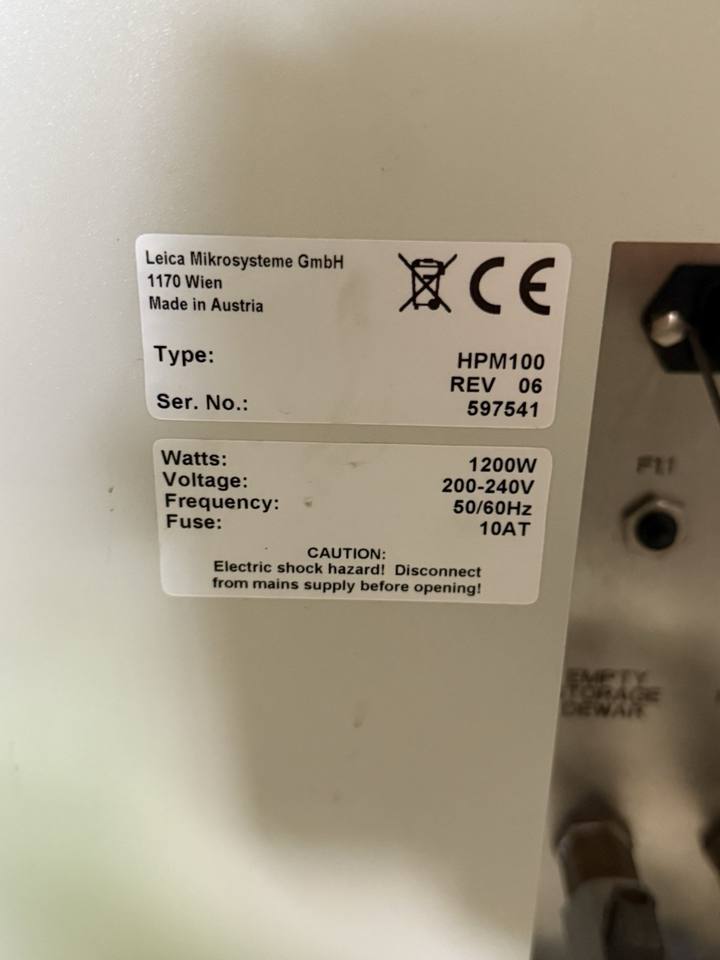 Leica Mikrosysteme GmbH
1170 Wien
Made in Austria
CE
Type: HPM100
REV 06
Ser. No.: 597541
Watts: 1200W
Voltage: 200-240V
Frequency: 50/60Hz
Fuse: 10AT
CAUTION:
Electric shock hazard! Disconnect
from mains supply before opening!
EMPTY
STORAGE
DEWAR